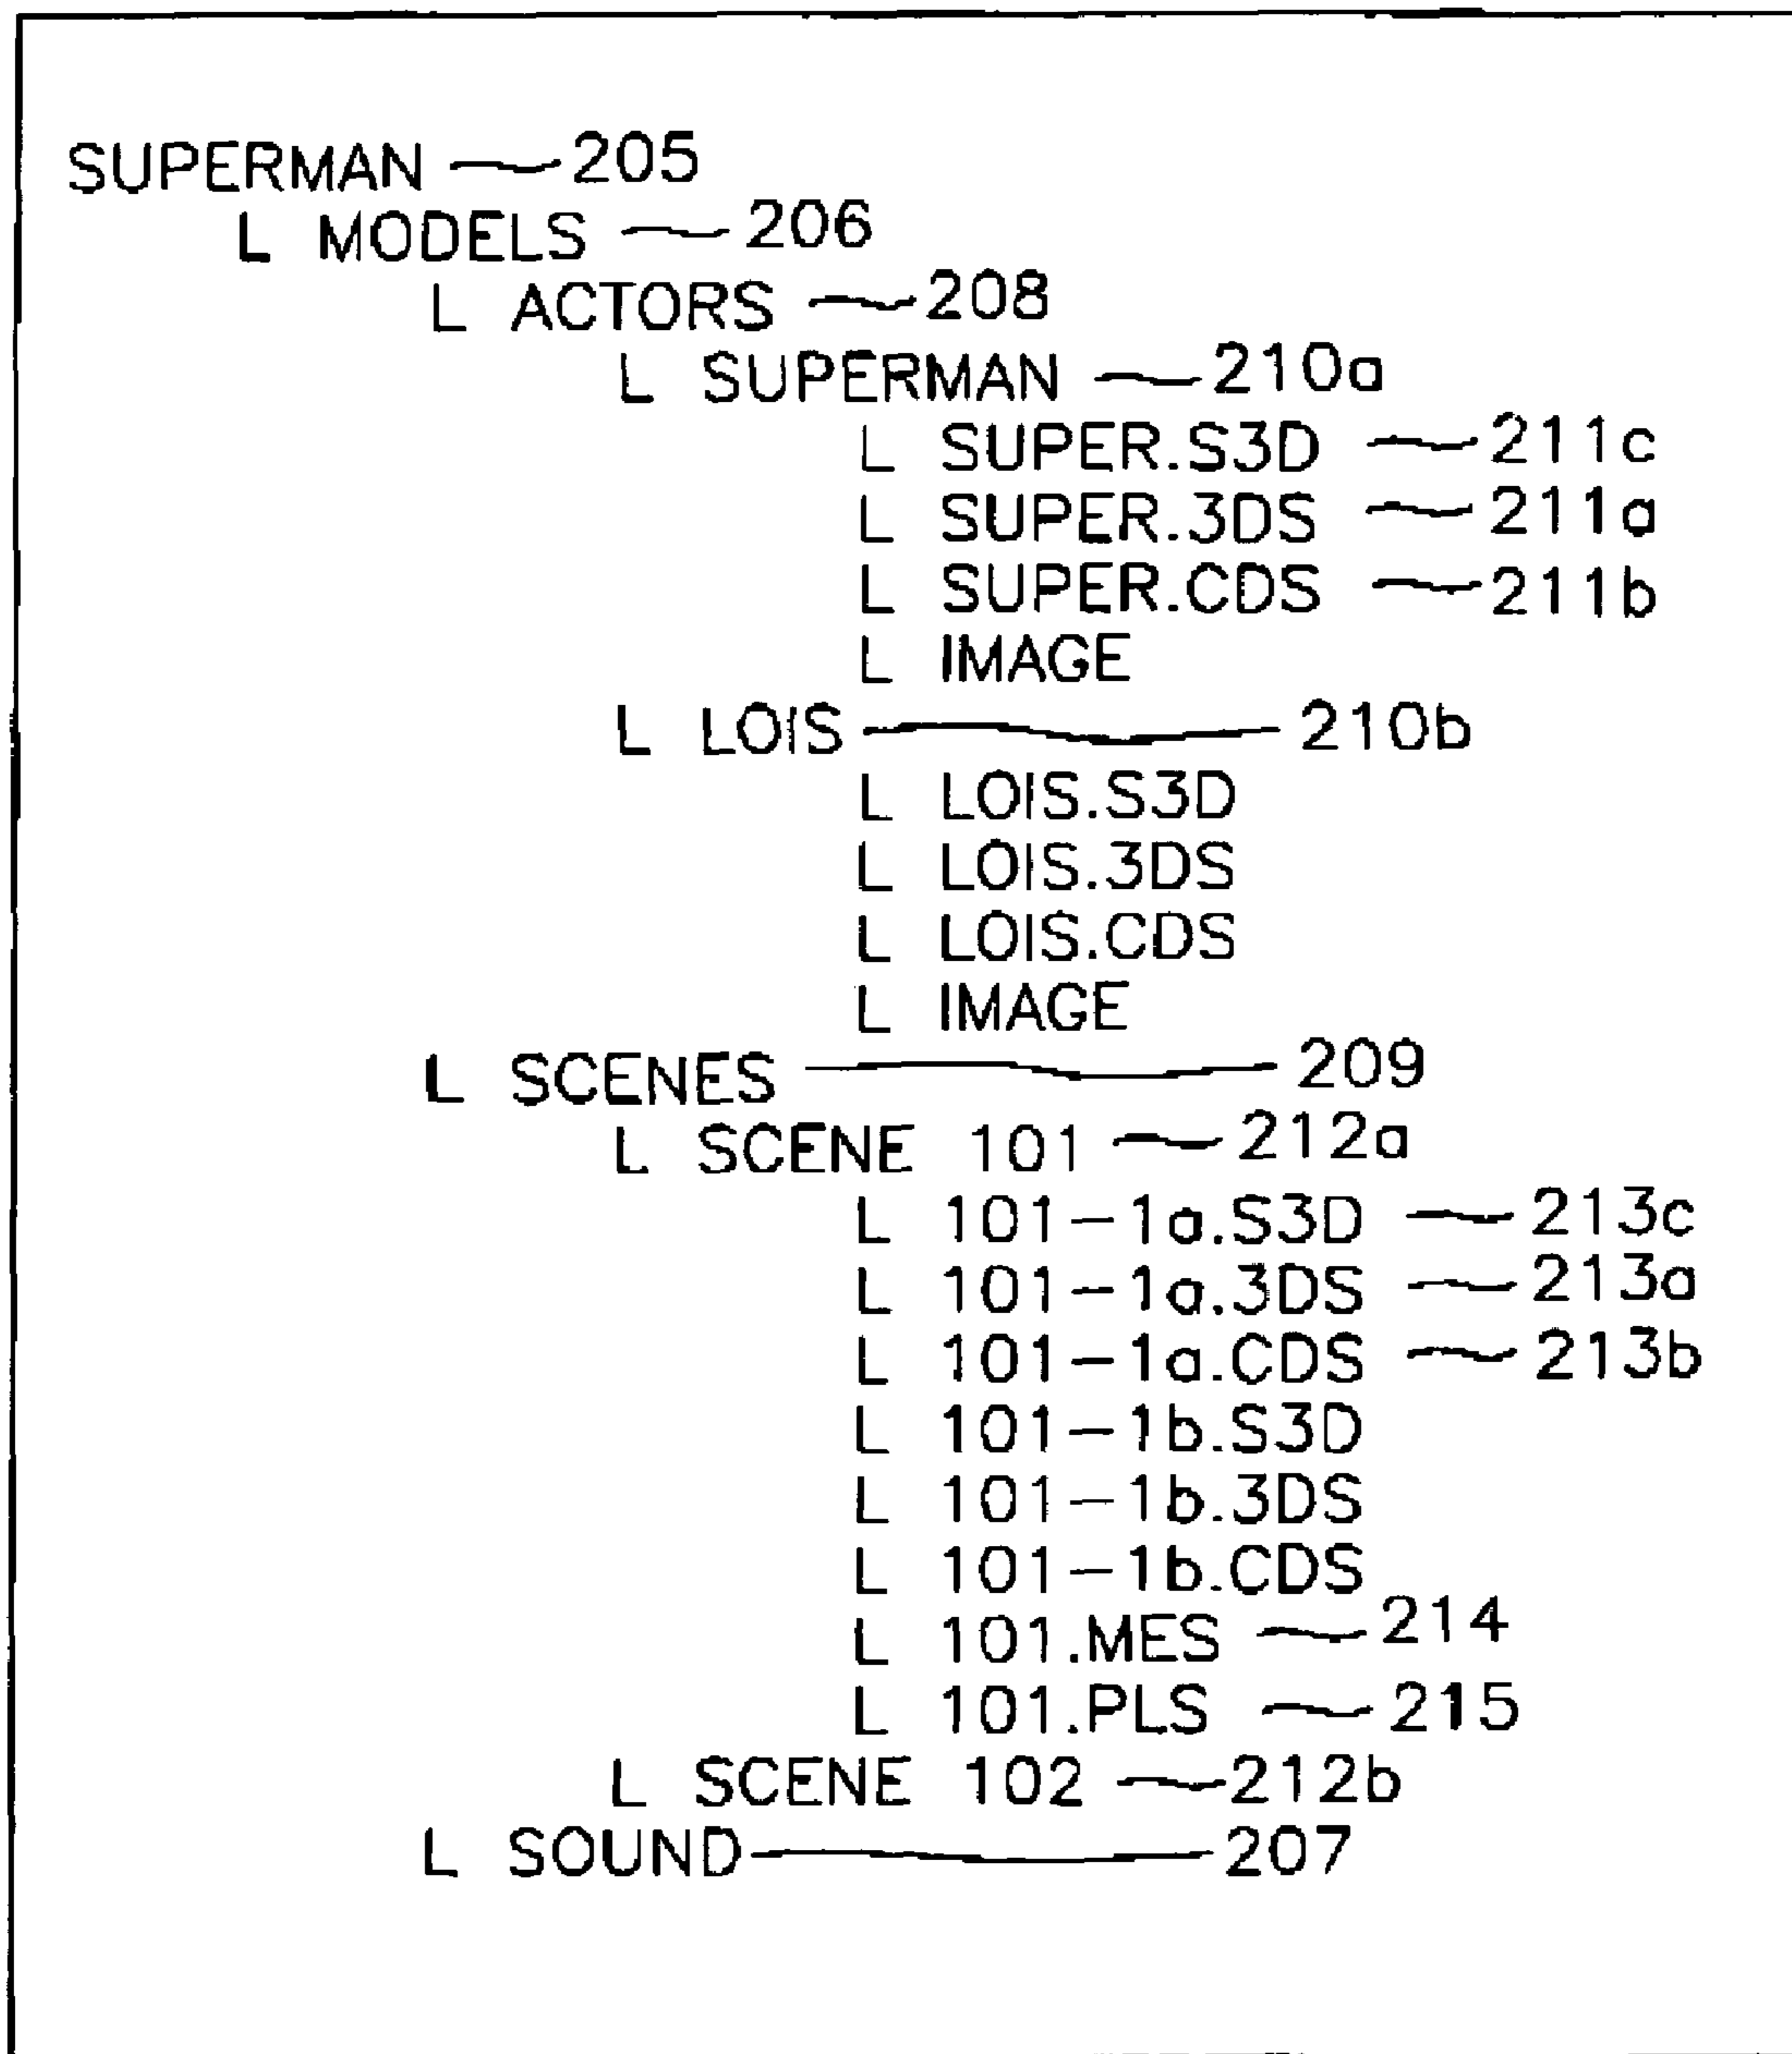 SUPERMAN 205
L MODELS 206
L ACTORS 208
L SUPERMAN 210a
L SUPER.S3D 211c
L SUPER.3DS 211a
L SUPER.CDS 211b
L IMAGE
L LOIS 210b
L LOIS.S3D
L LOIS.3DS
L LOIS.CDS
L IMAGE
L SCENES 209
L SCENE 101 212a
L 101-1a.S3D 213c
L 101-1a.3DS 213a
L 101-1a.CDS 213b
L 101-1b.S3D
L 101-1b.3DS
L 101-1b.CDS
L 101.MES 214
L 101.PLS 215
L SCENE 102 212b
L SOUND 207